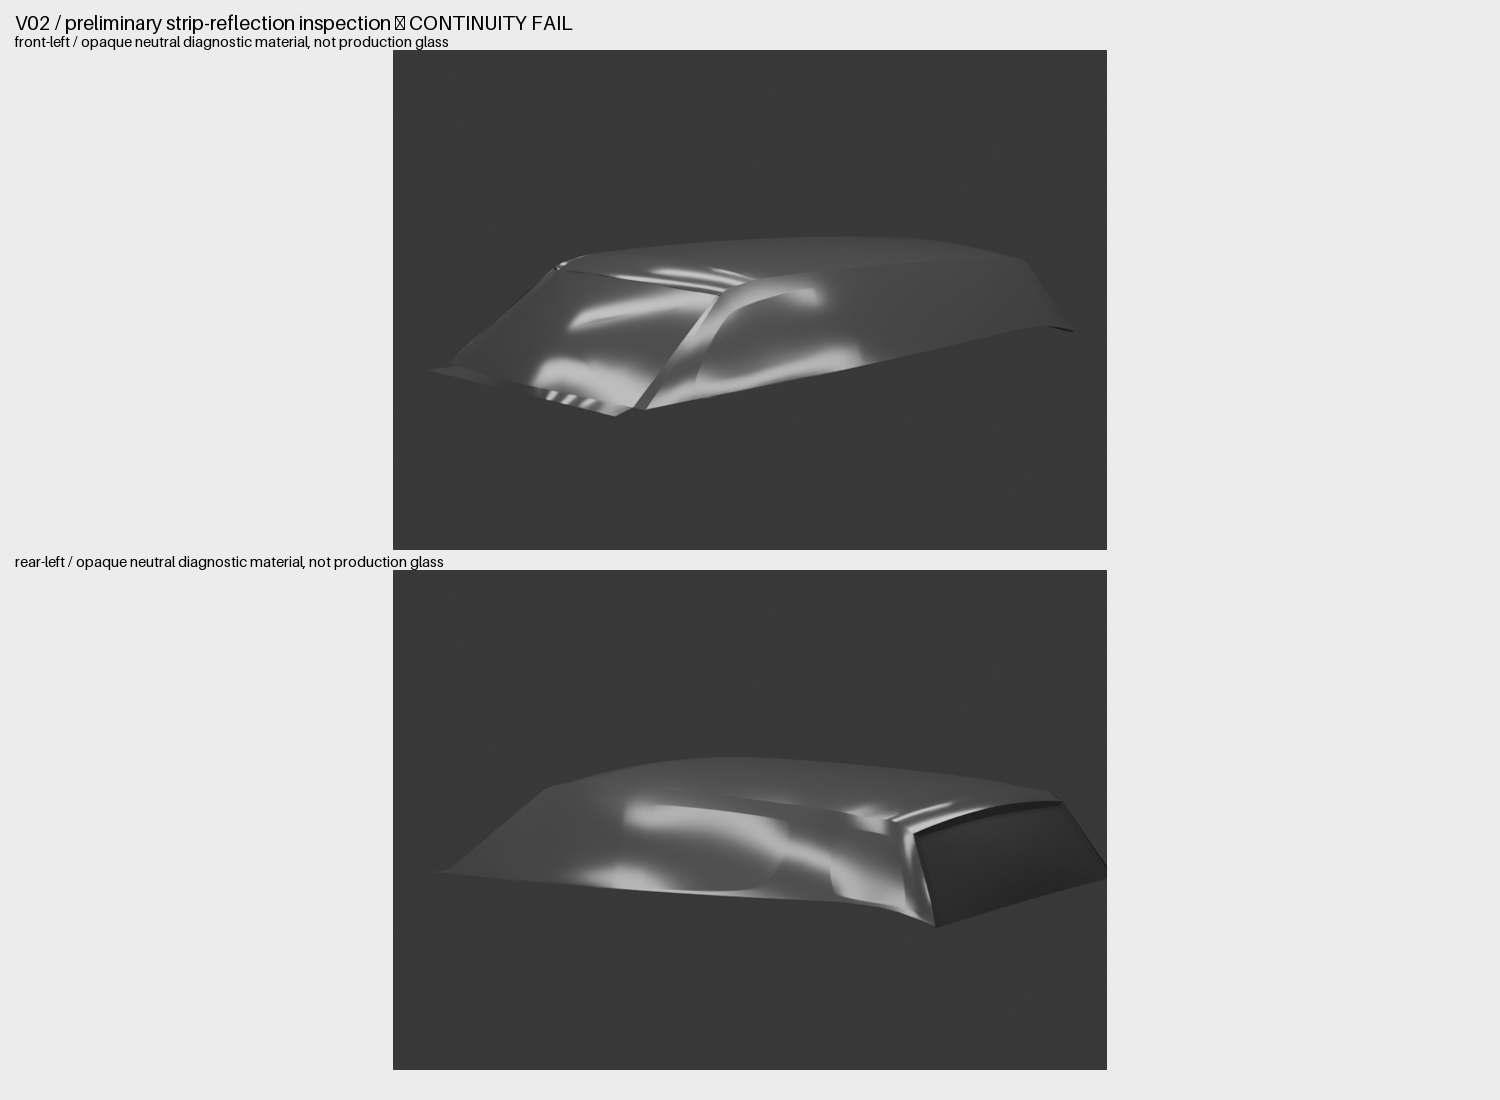 V02 / preliminary strip-reflection inspection □ CONTINUITY FAIL
front-left / opaque neutral diagnostic material, not production glass
rear-left / opaque neutral diagnostic material, not production glass